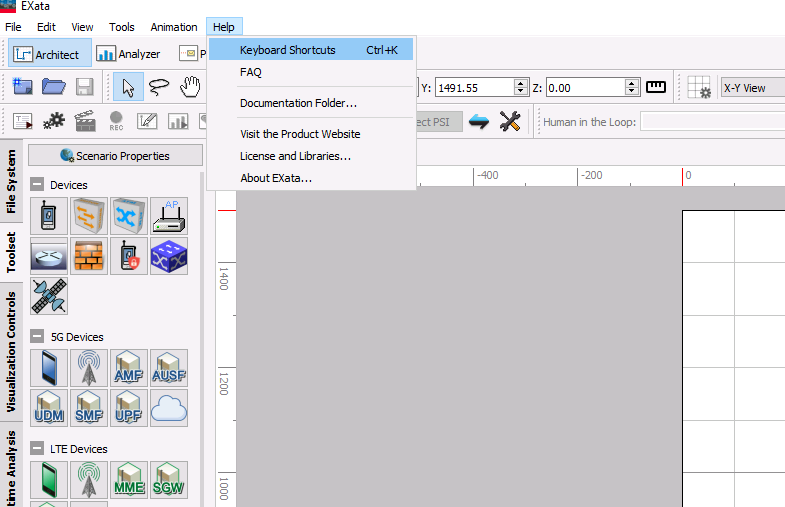 EXata
File Edit View Tools Animation Help
Architect Analyzer P
Keyboard Shortcuts Ctrl+K
FAQ
Documentation Folder...
Visit the Product Website
License and Libraries...
About EXata...
Y: 1491.55 Z: 0.00 X-Y View
REC ect PSI Human in the Loop:
File System
Toolset
Visualization Controls
time Analysis
Scenario Properties
-400 -200 0
1400
1200
1000
Devices
AP
5G Devices
AMF AUSF
UDM SMF UPF
LTE Devices
MME SGW